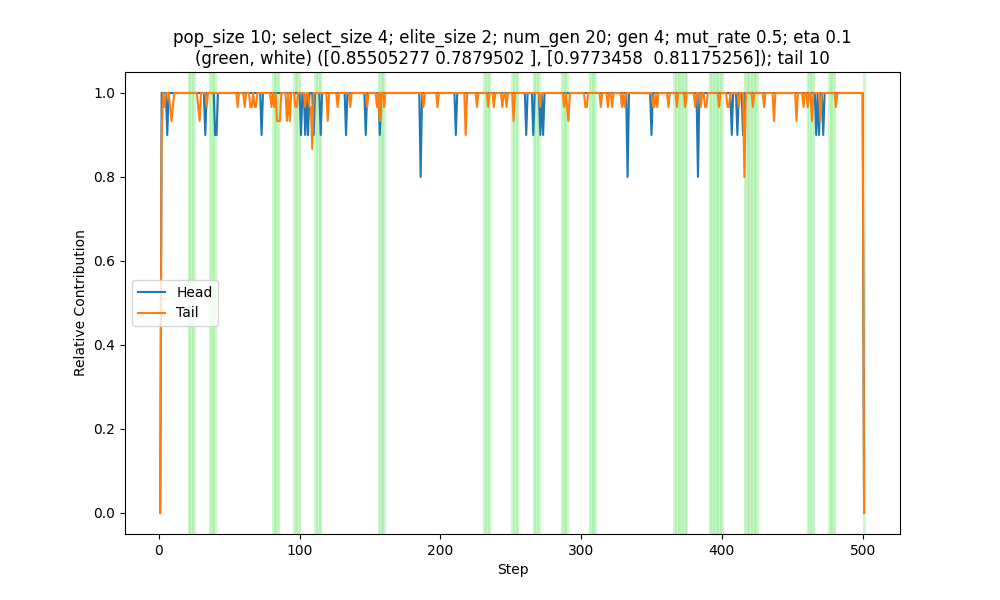 pop_size 10; select_size 4; elite_size 2; num_gen 20; gen 4; mut_rate 0.5; eta 0.1
(green, white) ([0.85505277 0.7879502 ], [0.9773458  0.81175256]); tail 10
1.0
0.8
0.6
0.4
0.2
0.0
Relative Contribution
Head
Tail
0
100
200
300
400
500
Step